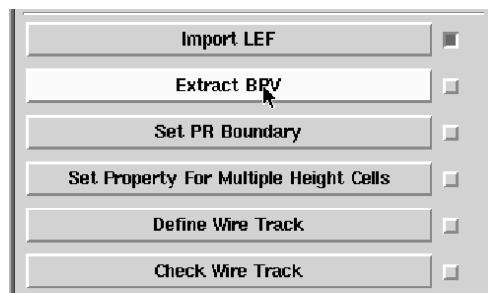 Import LEF
Extract BPV
Set PR Boundary
Set Property For Multiple Height Cells
Define Wire Track
Check Wire Track